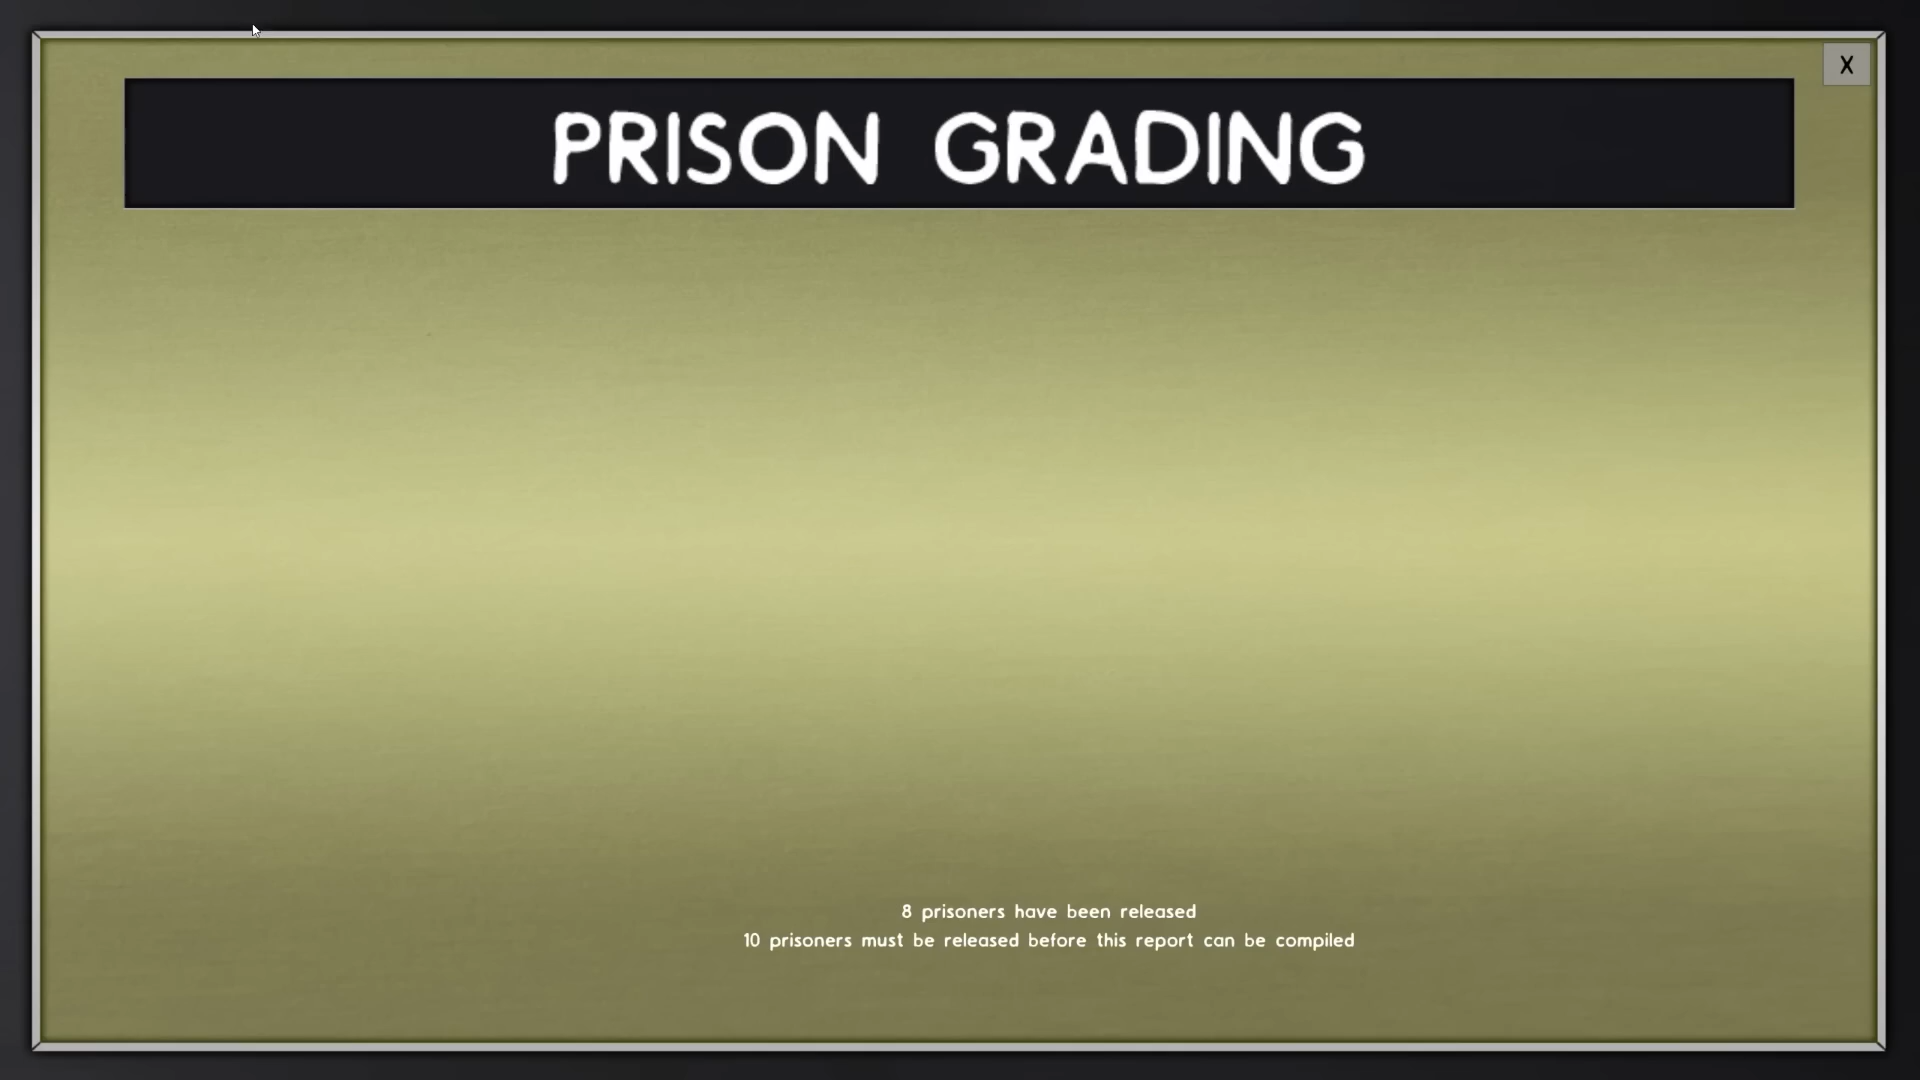 X
PRISON GRADING
8 prisoners have been released
10 prisoners must be released before this report can be compiled